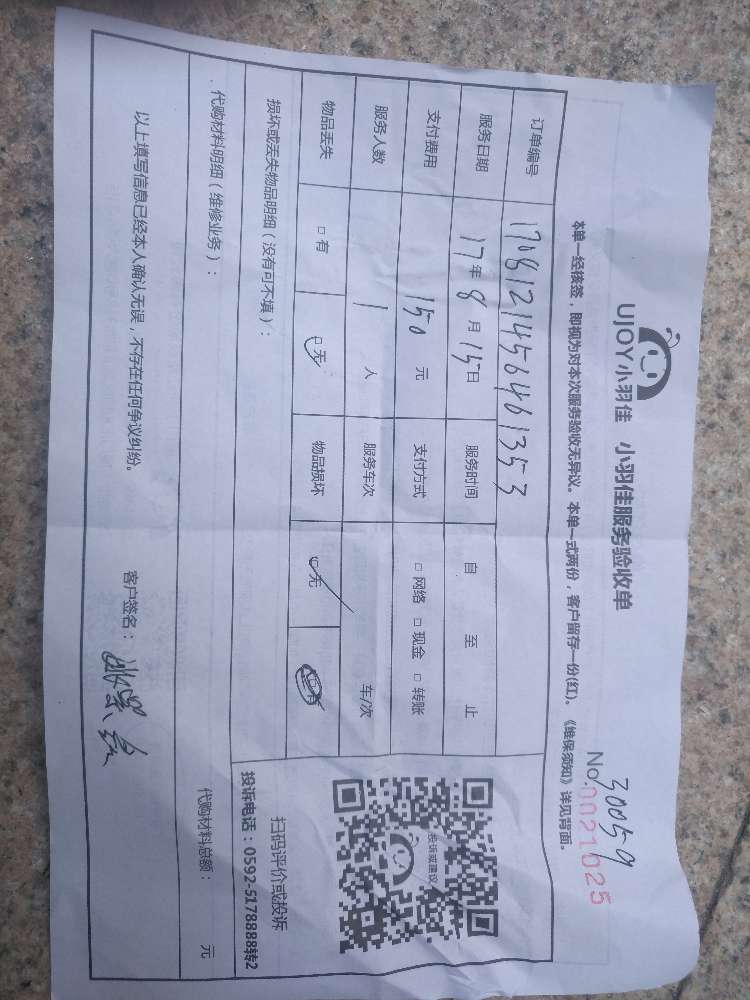 UJOY小羽佳 小羽佳服务验收单
30059
No.0021025
本单一经核签，即视为对本次服务验收无异议。本单一式两份，客户留存一份(红)。《维保须知》详见背面。
订单编号 1708121456461353
服务日期 17年8月15日 服务时间 自 至 止
支付费用 150元 支付方式 □网络 □现金 □转账
服务人数 1人 服务车次 车/次
物品丢失 □有 □无 物品损坏 □无 □有
损坏或丢失物品明细（没有可不填）：
投诉或建议
扫码评价或投诉
投诉电话：0592-5178888转2
代购材料明细（维修业务）：
代购材料总额： 元
以上填写信息已经本人确认无误，不存在任何争议纠纷。 客户签名：